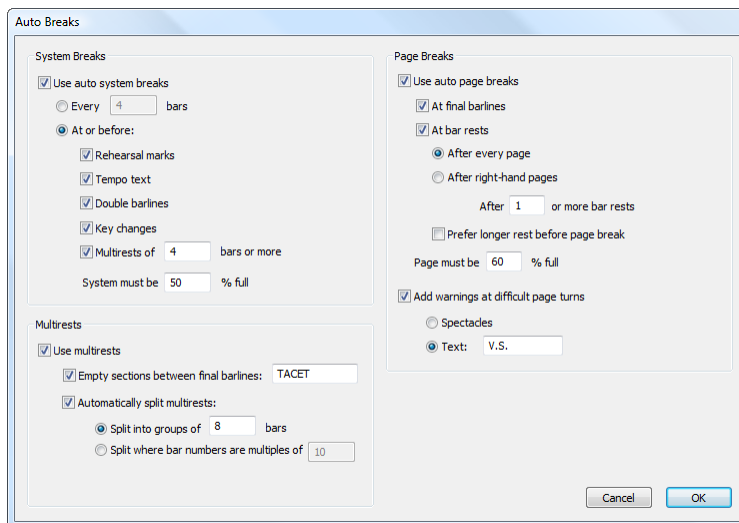 Auto Breaks
System Breaks
Use auto system breaks
Every 4 bars
At or before:
Rehearsal marks
Tempo text
Double barlines
Key changes
Multirests of 4 bars or more
System must be 50 % full
Multirests
Use multirests
Empty sections between final barlines: TACET
Automatically split multirests:
Split into groups of 8 bars
Split where bar numbers are multiples of 10
Page Breaks
Use auto page breaks
At final barlines
At bar rests
After every page
After right-hand pages
After 1 or more bar rests
Prefer longer rest before page break
Page must be 60 % full
Add warnings at difficult page turns
Spectacles
Text: V.S.
Cancel
OK